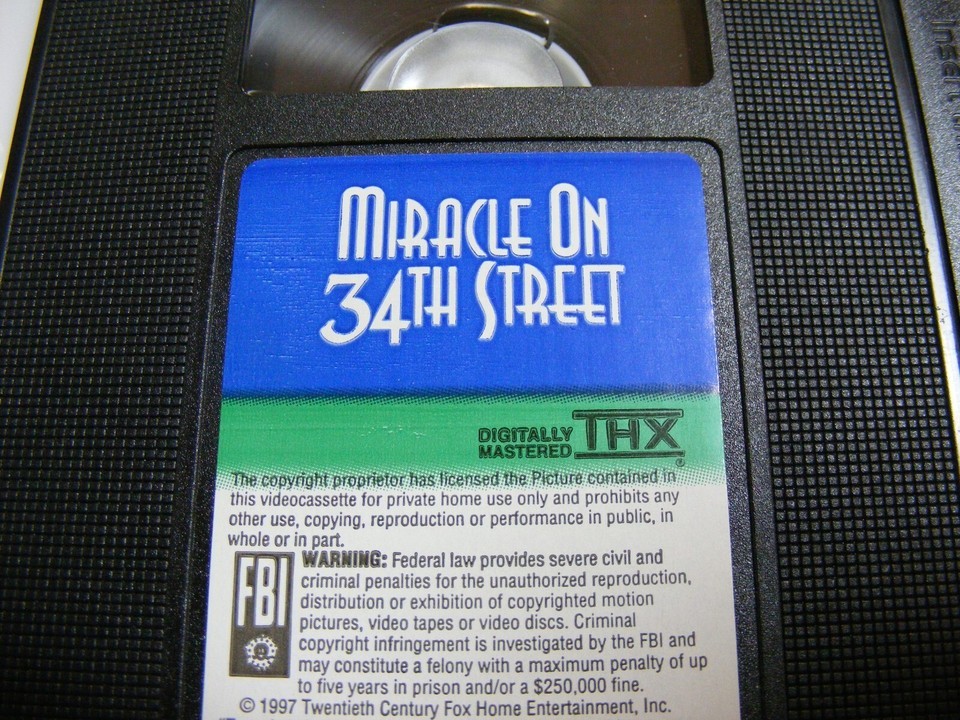 MIRACLE ON
34TH STREET
DIGITALLY
MASTERED
THX
The copyright proprietor has licensed the Picture contained in
this videocassette for private home use only and prohibits any
other use, copying, reproduction or performance in public, in
whole or in part.
FBI
WARNING: Federal law provides severe civil and
criminal penalties for the unauthorized reproduction,
distribution or exhibition of copyrighted motion
pictures, video tapes or video discs. Criminal
copyright infringement is investigated by the FBI and
may constitute a felony with a maximum penalty of up
to five years in prison and/or a $250,000 fine.
© 1997 Twentieth Century Fox Home Entertainment, Inc.